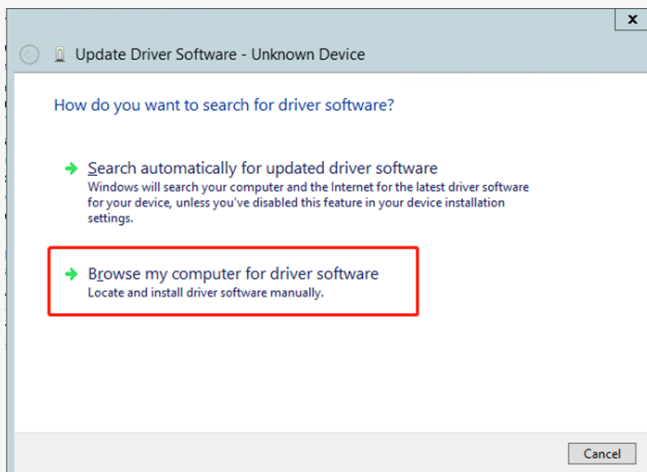 x
Update Driver Software - Unknown Device
How do you want to search for driver software?
Search automatically for updated driver software
Windows will search your computer and the Internet for the latest driver software
for your device, unless you've disabled this feature in your device installation
settings.
Browse my computer for driver software
Locate and install driver software manually.
Cancel